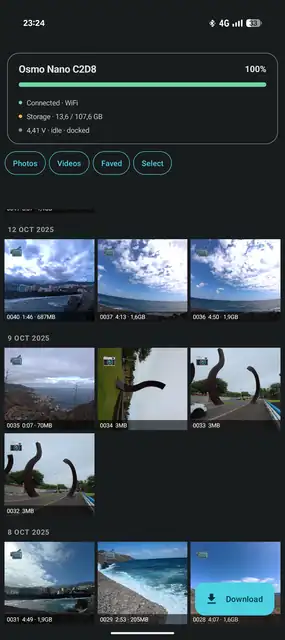 23:24
4G
33
Osmo Nano C2D8
100%
Connected · WiFi
Storage · 13,6 / 107,6 GB
4,41 V · idle · docked
Photos
Videos
Faved
Select
12 OCT 2025
0040 1:46 · 687MB
0037 4:13 · 1,6GB
0036 4:50 · 1,9GB
9 OCT 2025
0035 0:07 · 70MB
0034 3MB
0033 3MB
0032 3MB
8 OCT 2025
0031 4:49 · 1,9GB
0029 2:53 · 205MB
0028 4:07 · 1,6GB
Download